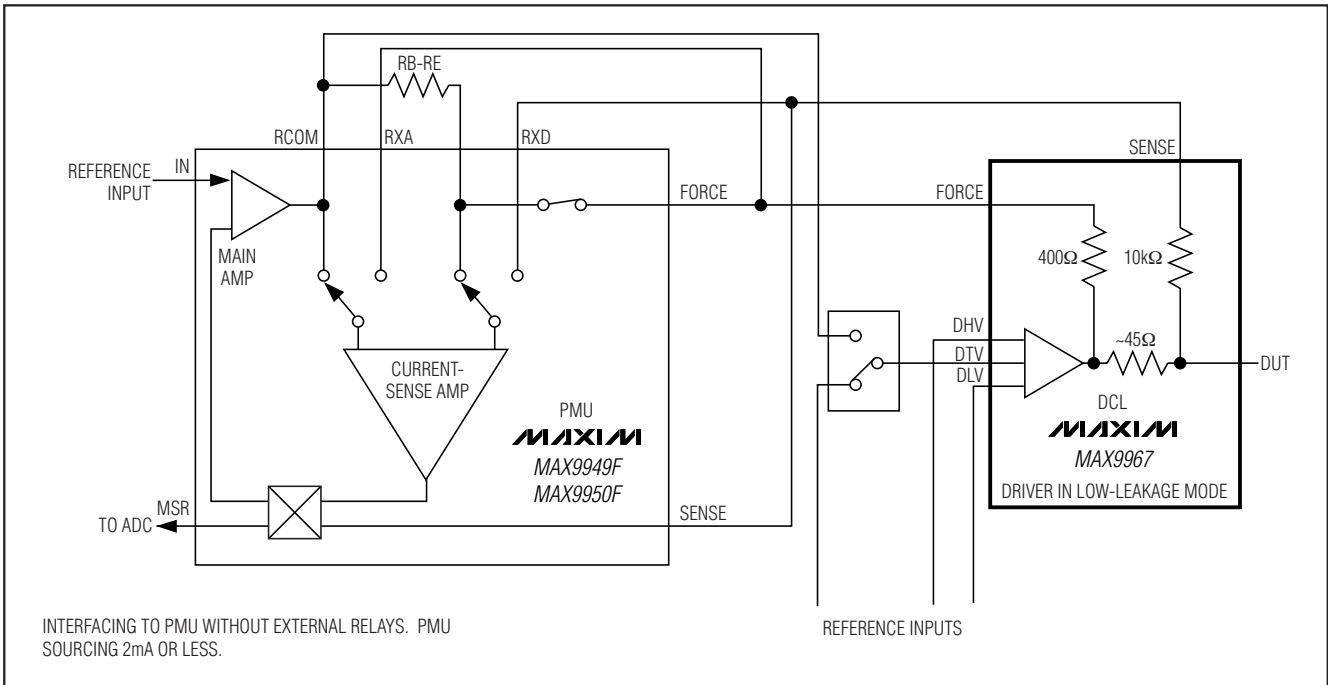 RB-RE
RCOM
RXA
RXD
SENSE
REFERENCE
INPUT
IN
FORCE
FORCE
MAIN
AMP
400Ω
10kΩ
DHV
DTV
DLV
~45Ω
DUT
CURRENT-
SENSE AMP
PMU
MAXIM
MAX9949F
MAX9950F
DCL
MAXIM
MAX9967
DRIVER IN LOW-LEAKAGE MODE
MSR
TO ADC
SENSE
INTERFACING TO PMU WITHOUT EXTERNAL RELAYS. PMU
SOURCING 2mA OR LESS.
REFERENCE INPUTS